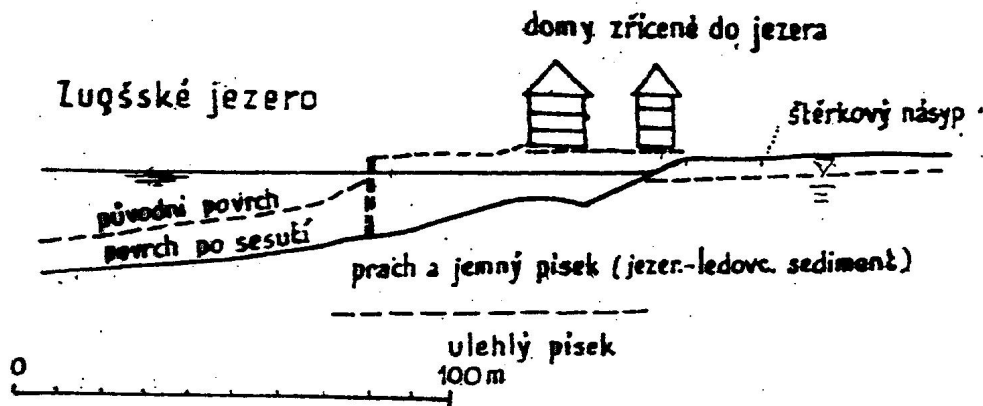 domy zřícené do jezera
Zugšské jezero
štěrkový násyp
původní povrch
povrch po sesutí
prach a jemný písek (jezer.-ledovc. sediment)
ulehlý písek
0
100 m